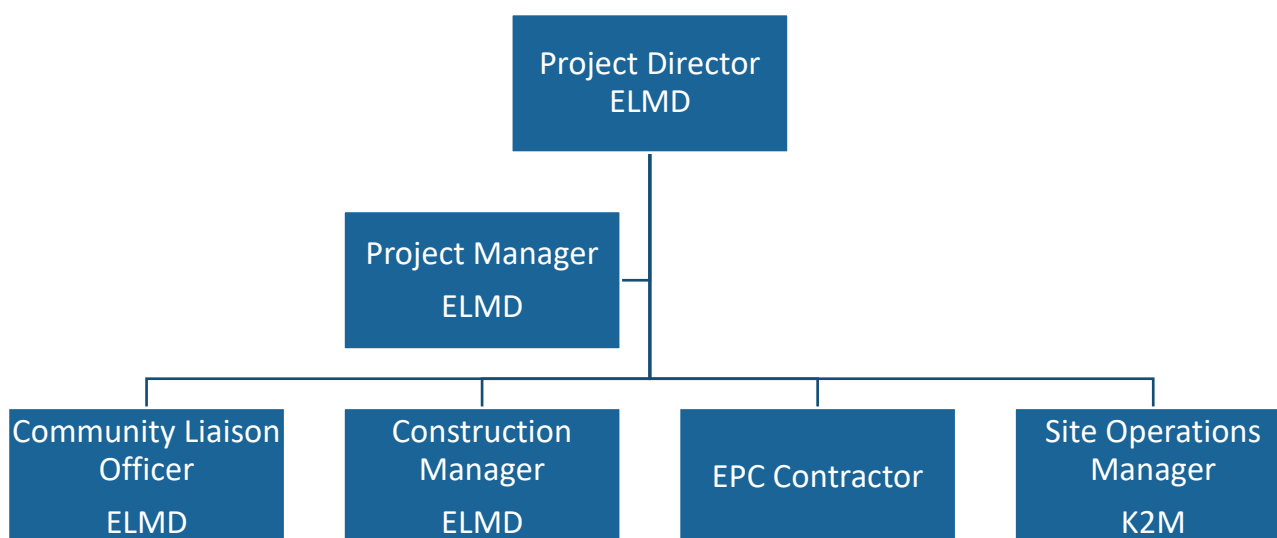 Project Director
ELMD
Project Manager
ELMD
Community Liaison
Officer
ELMD
Construction
Manager
ELMD
EPC Contractor
Site Operations
Manager
K2M